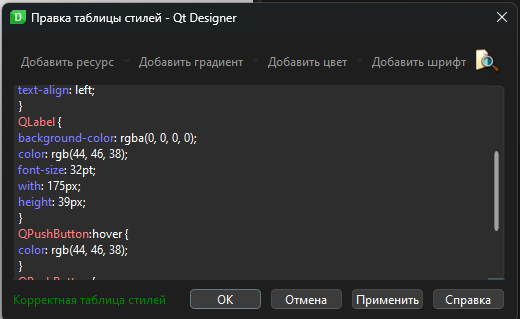 Правка таблицы стилей - Qt Designer
Добавить ресурс Добавить градиент Добавить цвет Добавить шрифт
text-align: left;
}
QLabel {
background-color: rgba(0, 0, 0, 0);
color: rgb(44, 46, 38);
font-size: 32pt;
with: 175px;
height: 39px;
}
QPushButton:hover {
color: rgb(44, 46, 38);
}
Корректная таблица стилей ОК Отмена Применить Справка